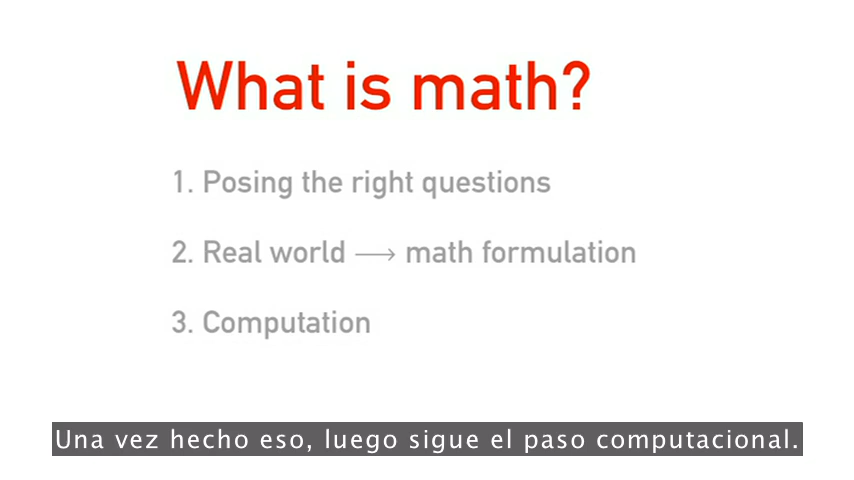 What is math?
1. Posing the right questions
2. Real world ⟶ math formulation
3. Computation
Una vez hecho eso, luego sigue el paso computacional.